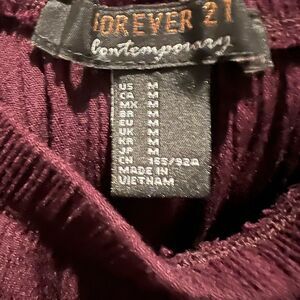 FOREVER 21
Contemporary
US M
CA M
MX M
BR M
EU M
UK M
KR M
JP M
CN 165/92A
MADE IN
VIETNAM